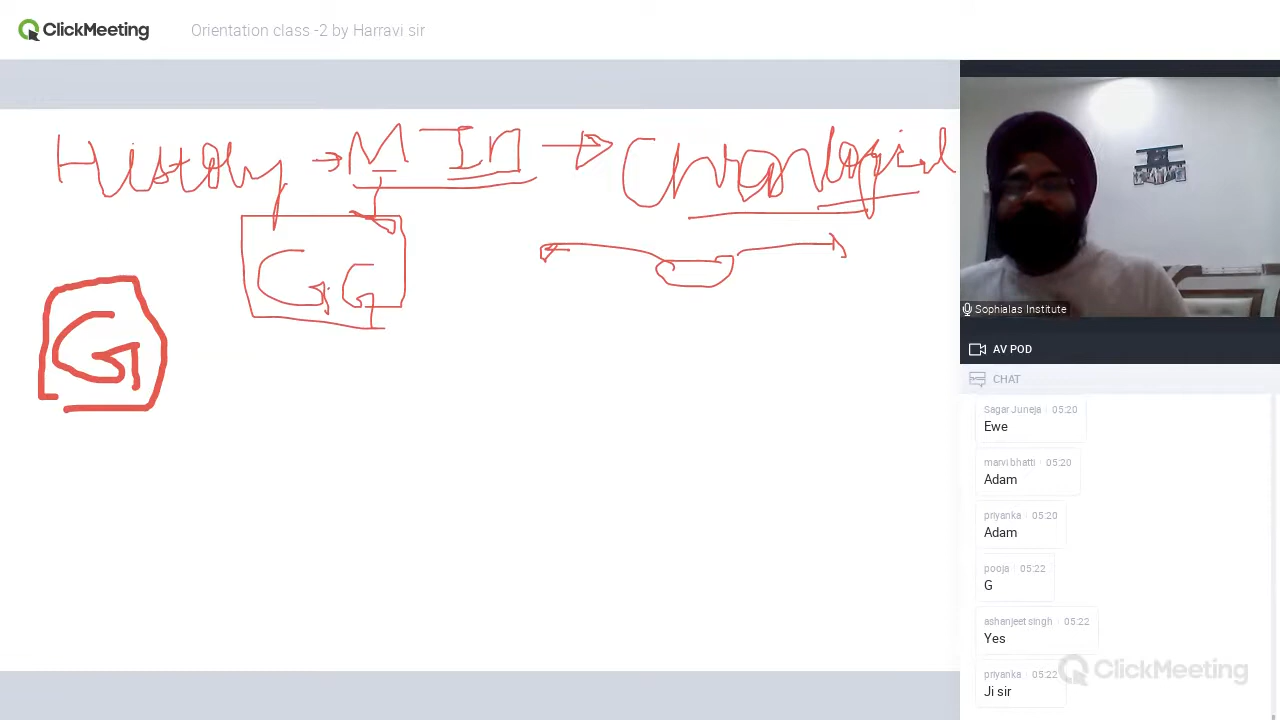 ClickMeeting
Orientation class -2 by Harravi sir
History → M In → Chronlogical
G.G
G
Sophialas Institute
AV POD
CHAT
Sagar Juneja · 05:20
Ewe
marvi bhatti · 05:20
Adam
priyanka · 05:20
Adam
pooja · 05:22
G
ashanjeet singh · 05:22
Yes
priyanka · 05:22
Ji sir
ClickMeeting